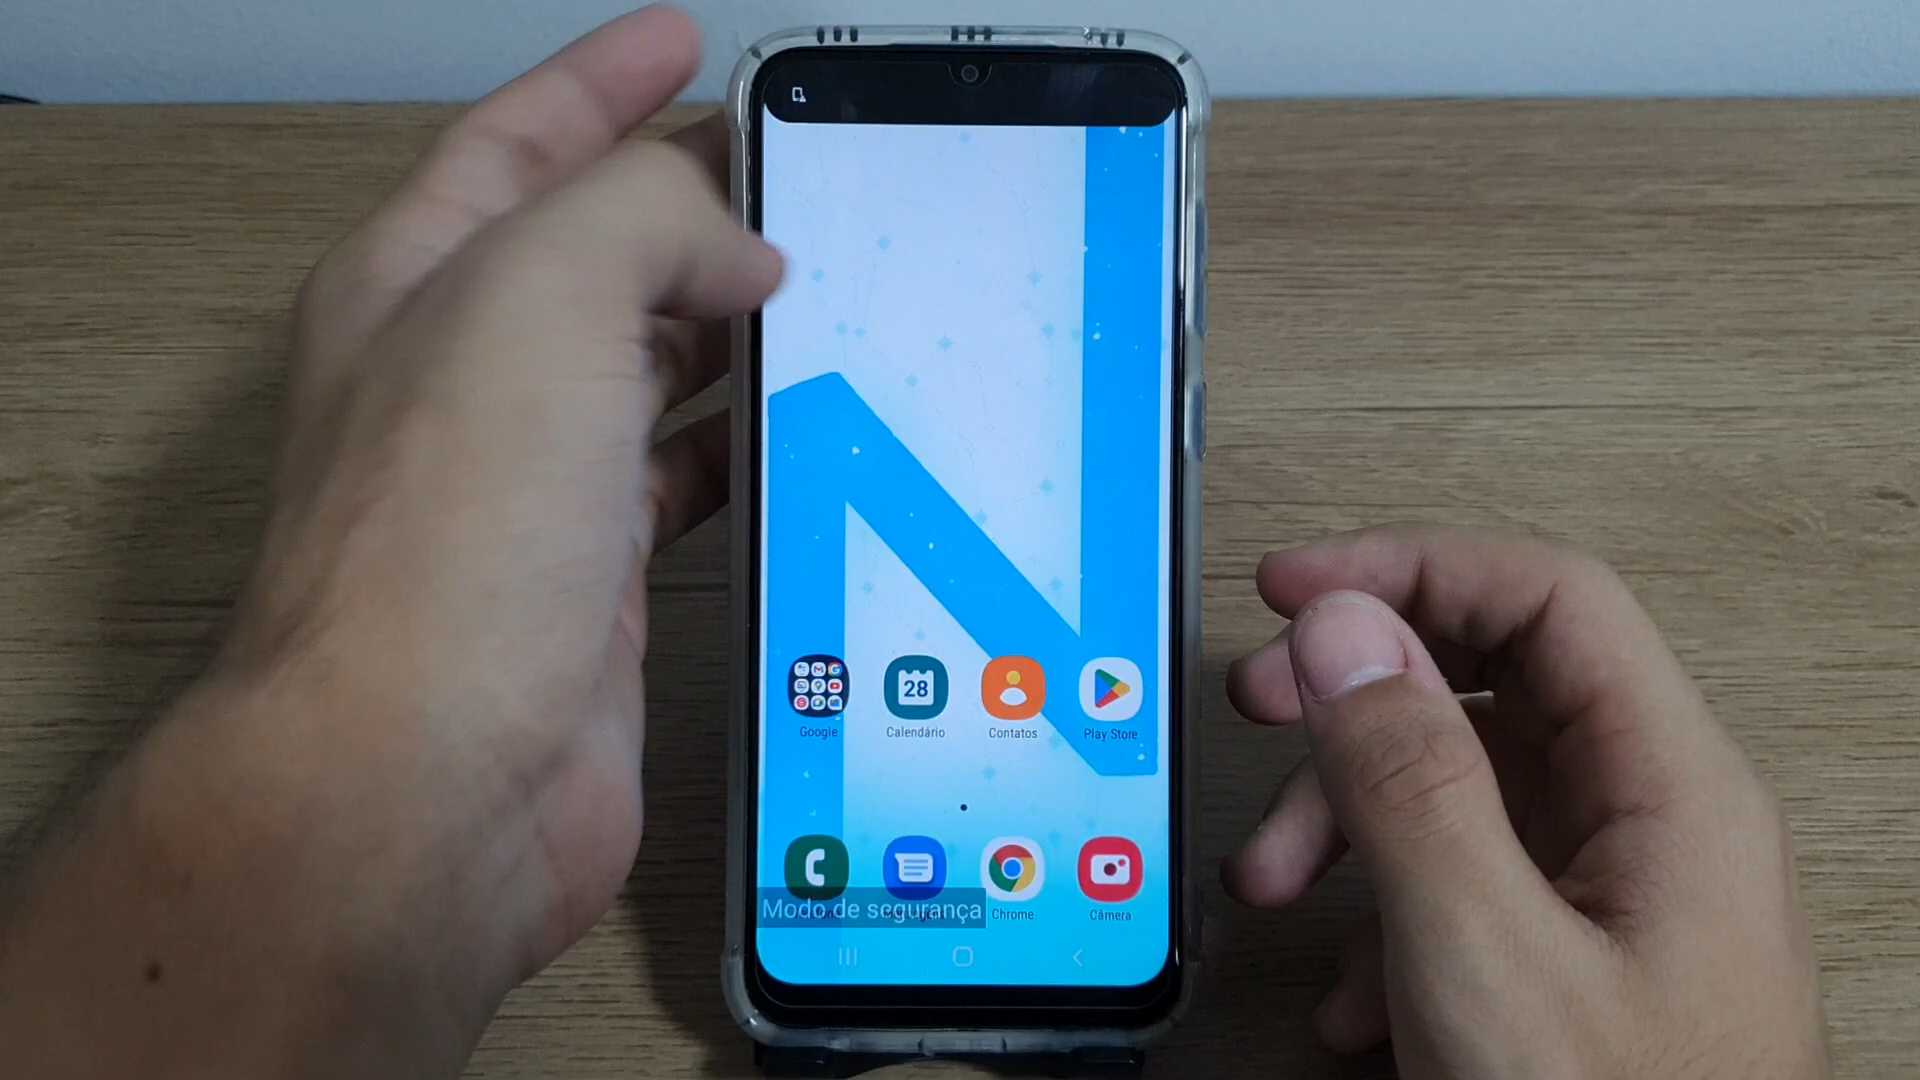 N
28
Google
Calendário
Contatos
Play Store
Modo de segurança
Chrome
Câmera